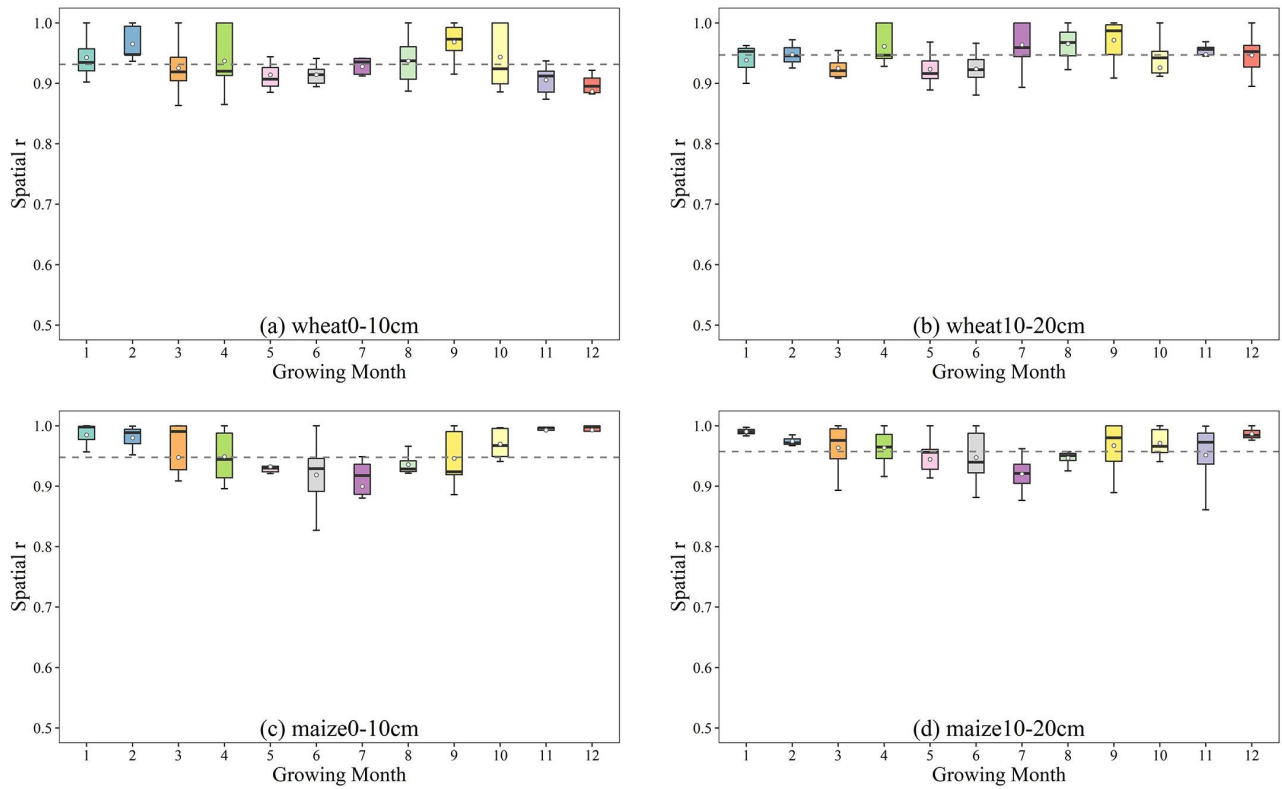 1.0
0.9
0.8
0.7
0.6
0.5
Spatial r
(a) wheat0-10cm
1 2 3 4 5 6 7 8 9 10 11 12
Growing Month
1.0
0.9
0.8
0.7
0.6
0.5
Spatial r
(b) wheat10-20cm
1 2 3 4 5 6 7 8 9 10 11 12
Growing Month
1.0
0.9
0.8
0.7
0.6
0.5
Spatial r
(c) maize0-10cm
1 2 3 4 5 6 7 8 9 10 11 12
Growing Month
1.0
0.9
0.8
0.7
0.6
0.5
Spatial r
(d) maize10-20cm
1 2 3 4 5 6 7 8 9 10 11 12
Growing Month